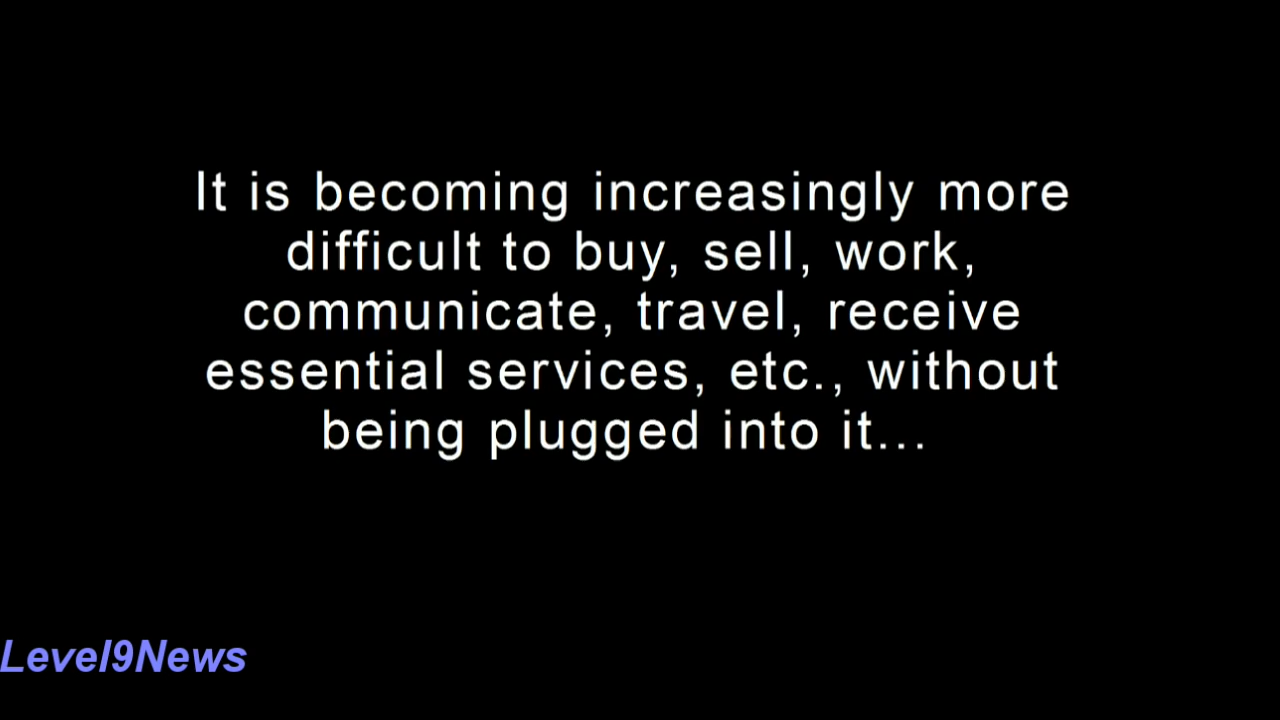 It is becoming increasingly more
difficult to buy, sell, work,
communicate, travel, receive
essential services, etc., without
being plugged into it...
Level9News